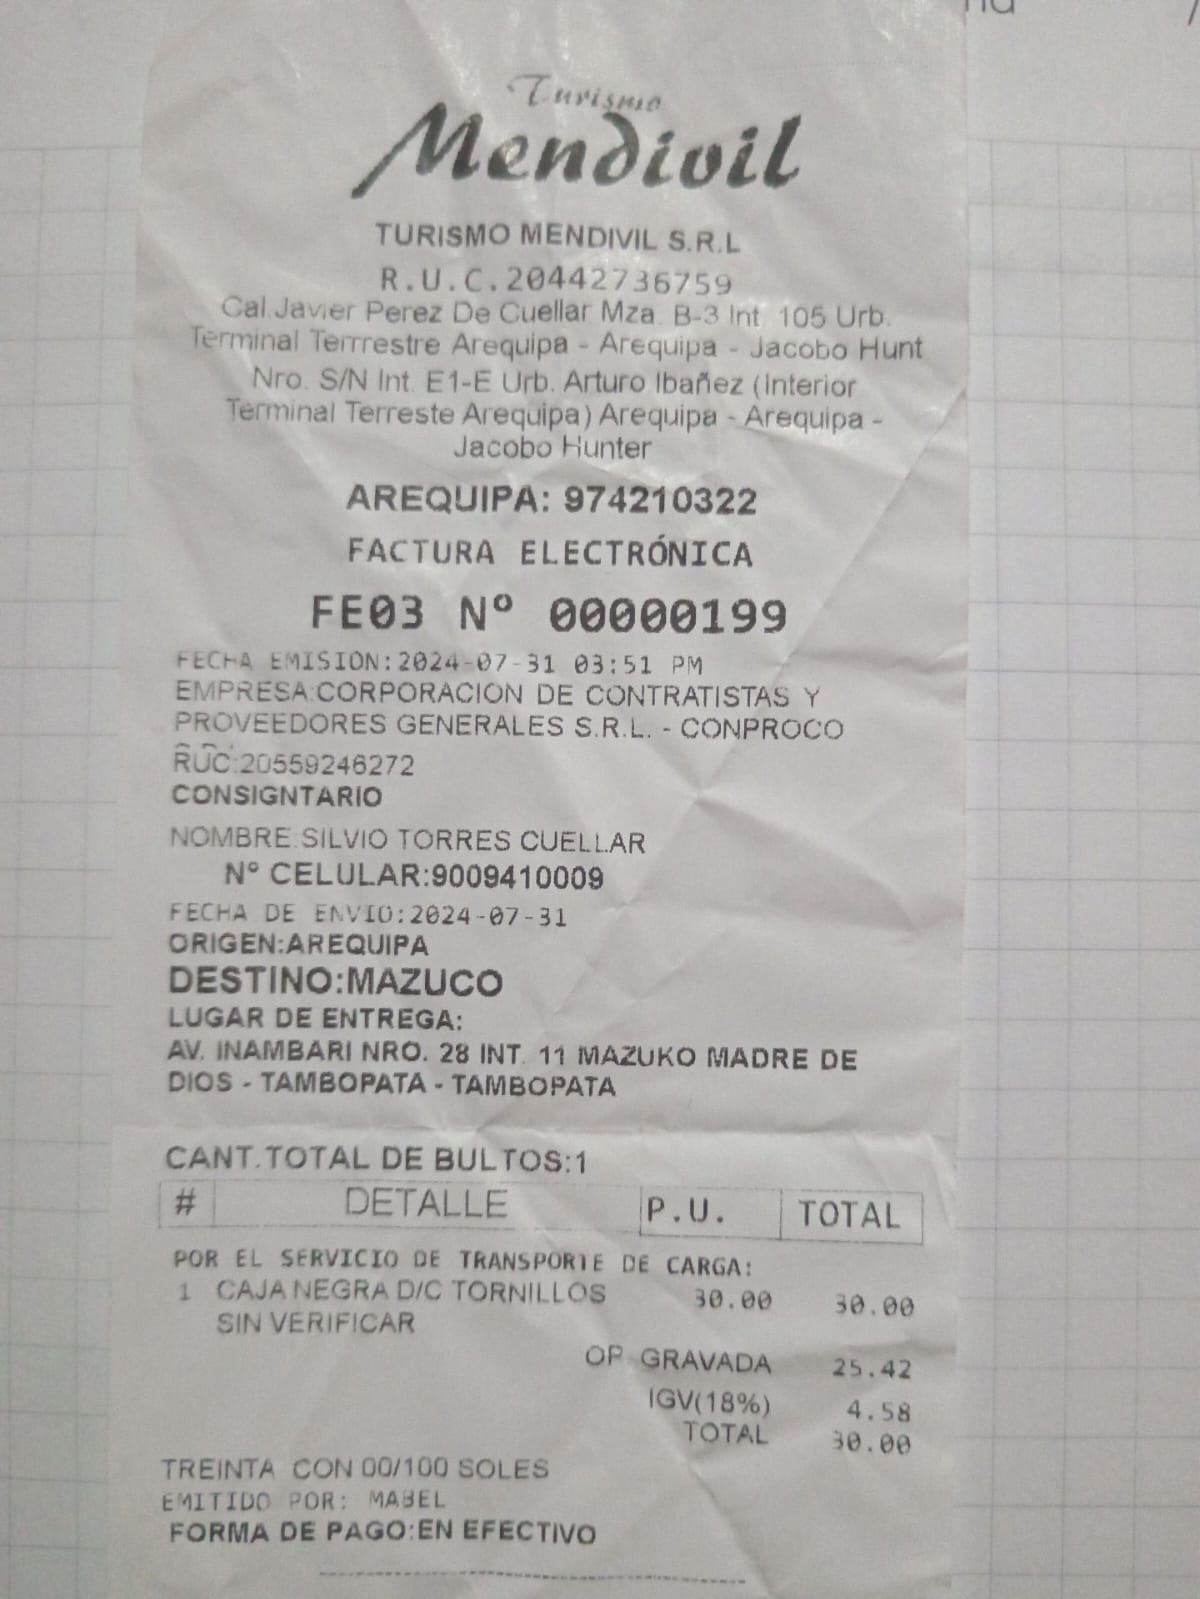 Turismo
Mendivil
TURISMO MENDIVIL S.R.L
R.U.C.20442736759
Cal.Javier Perez De Cuellar Mza. B-3 Int. 105 Urb.
Terminal Terrrestre Arequipa - Arequipa - Jacobo Hunt
Nro. S/N Int. E1-E Urb. Arturo Ibañez (Interior
Terminal Terreste Arequipa) Arequipa - Arequipa -
Jacobo Hunter
AREQUIPA: 974210322
FACTURA ELECTRÓNICA
FE03 Nº 00000199
FECHA EMISION:2024-07-31 03:51 PM
EMPRESA:CORPORACION DE CONTRATISTAS Y
PROVEEDORES GENERALES S.R.L. - CONPROCO
RUC:20559246272
CONSIGNTARIO
NOMBRE:SILVIO TORRES CUELLAR
N° CELULAR:9009410009
FECHA DE ENVIO:2024-07-31
ORIGEN:AREQUIPA
DESTINO:MAZUCO
LUGAR DE ENTREGA:
AV. INAMBARI NRO. 28 INT. 11 MAZUKO MADRE DE
DIOS - TAMBOPATA - TAMBOPATA
CANT.TOTAL DE BULTOS:1
# DETALLE P.U. TOTAL
POR EL SERVICIO DE TRANSPORTE DE CARGA:
1 CAJA NEGRA D/C TORNILLOS 30.00 30.00
SIN VERIFICAR
OP. GRAVADA 25.42
IGV(18%) 4.58
TOTAL 30.00
TREINTA CON 00/100 SOLES
EMITIDO POR: MABEL
FORMA DE PAGO:EN EFECTIVO